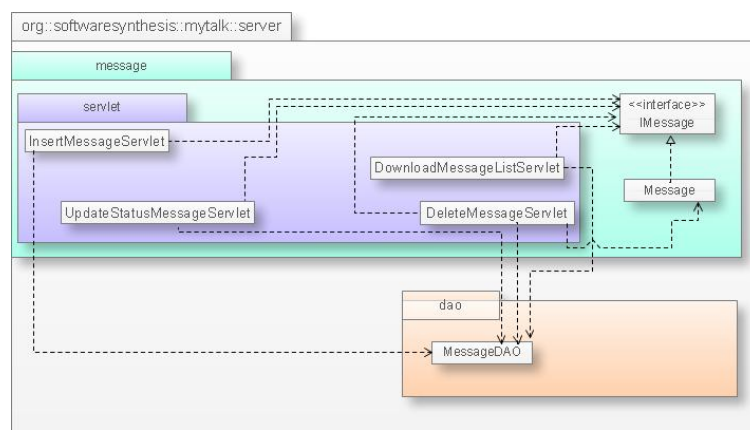 org::softwaresynthesis::mytalk::server
message
servlet
<<interface>>
IMessage
InsertMessageServlet
DownloadMessageListServlet
Message
UpdateStatusMessageServlet
DeleteMessageServlet
dao
MessageDAO